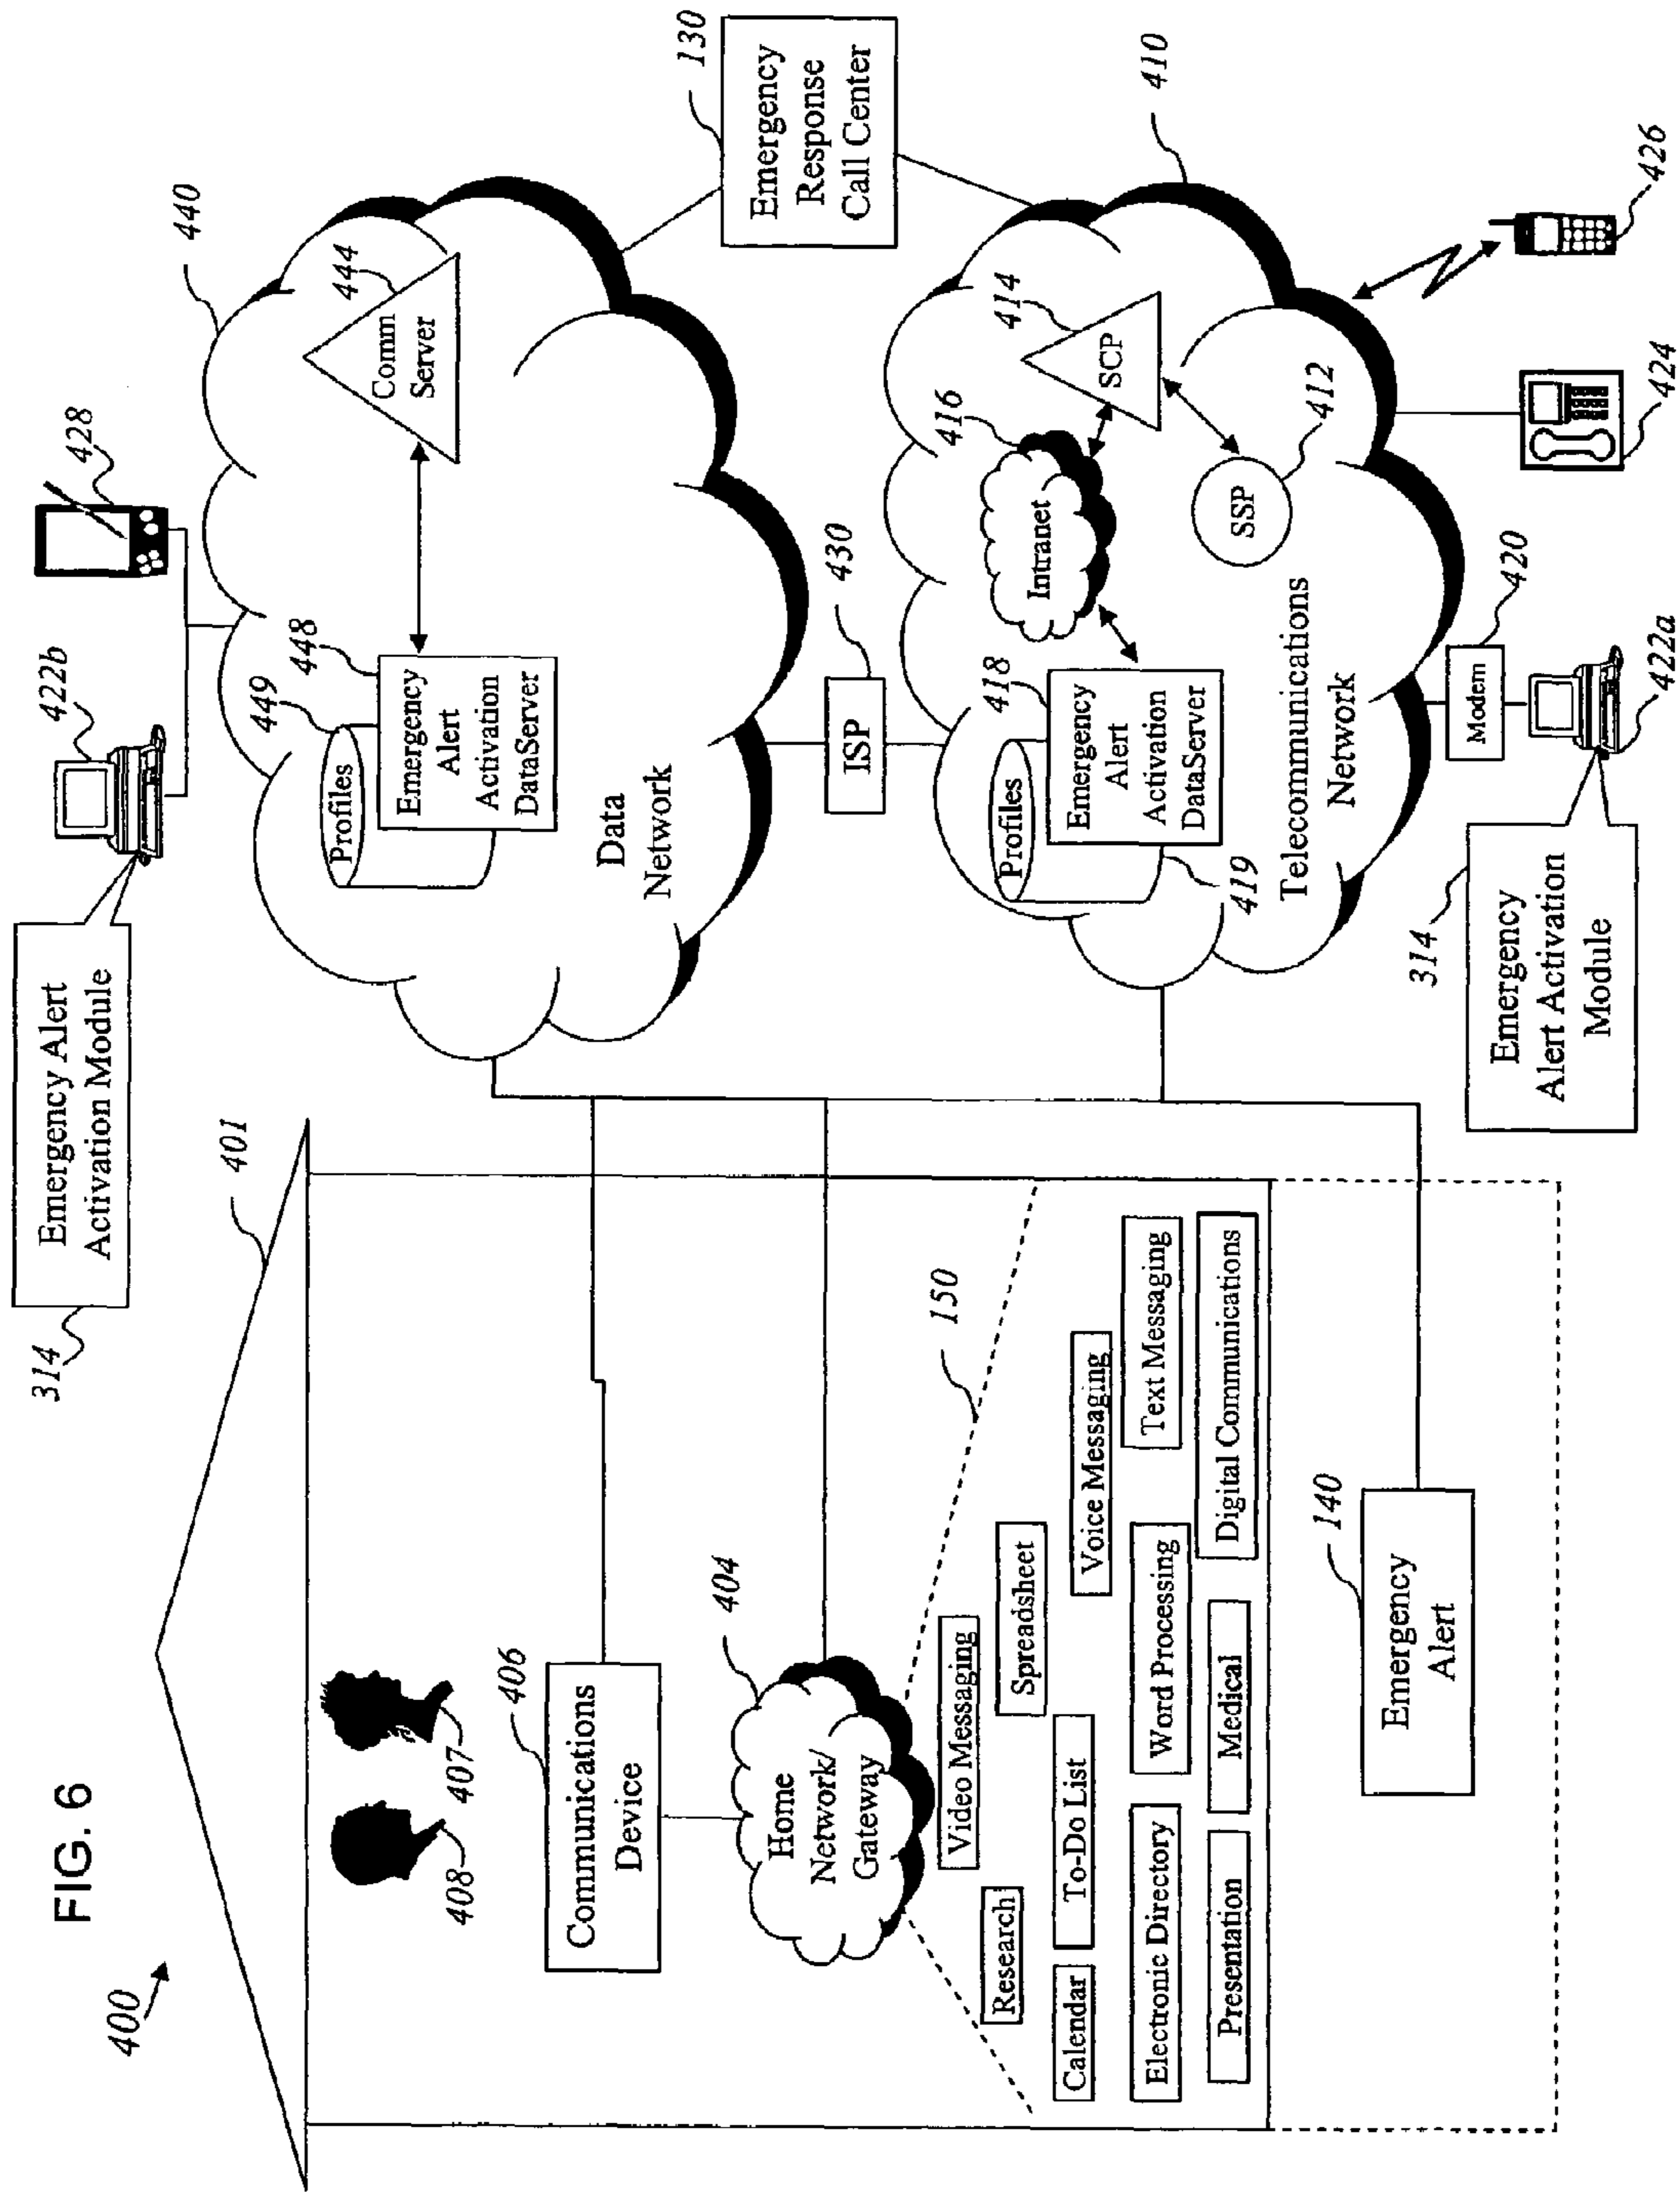 FIG. 6
400
314
Emergency Alert
Activation Module
422b
428
440
401
408
407
449
Profiles
448
Emergency
Alert
Activation
DataServer
Comm
Server
444
Data
Network
130
Emergency
Response
Call Center
406
Communications
Device
404
Home
Network/
Gateway
ISP
430
410
416
Intranet
414
SCP
SSP
412
Profiles
418
Emergency
Alert
Activation
DataServer
419
Telecommunications
Network
150
Research
Video Messaging
Spreadsheet
Calendar
To-Do List
Voice Messaging
Electronic Directory
Word Processing
Text Messaging
Presentation
Medical
Digital Communications
140
Emergency
Alert
314
Emergency
Alert Activation
Module
Modem
420
422a
424
426